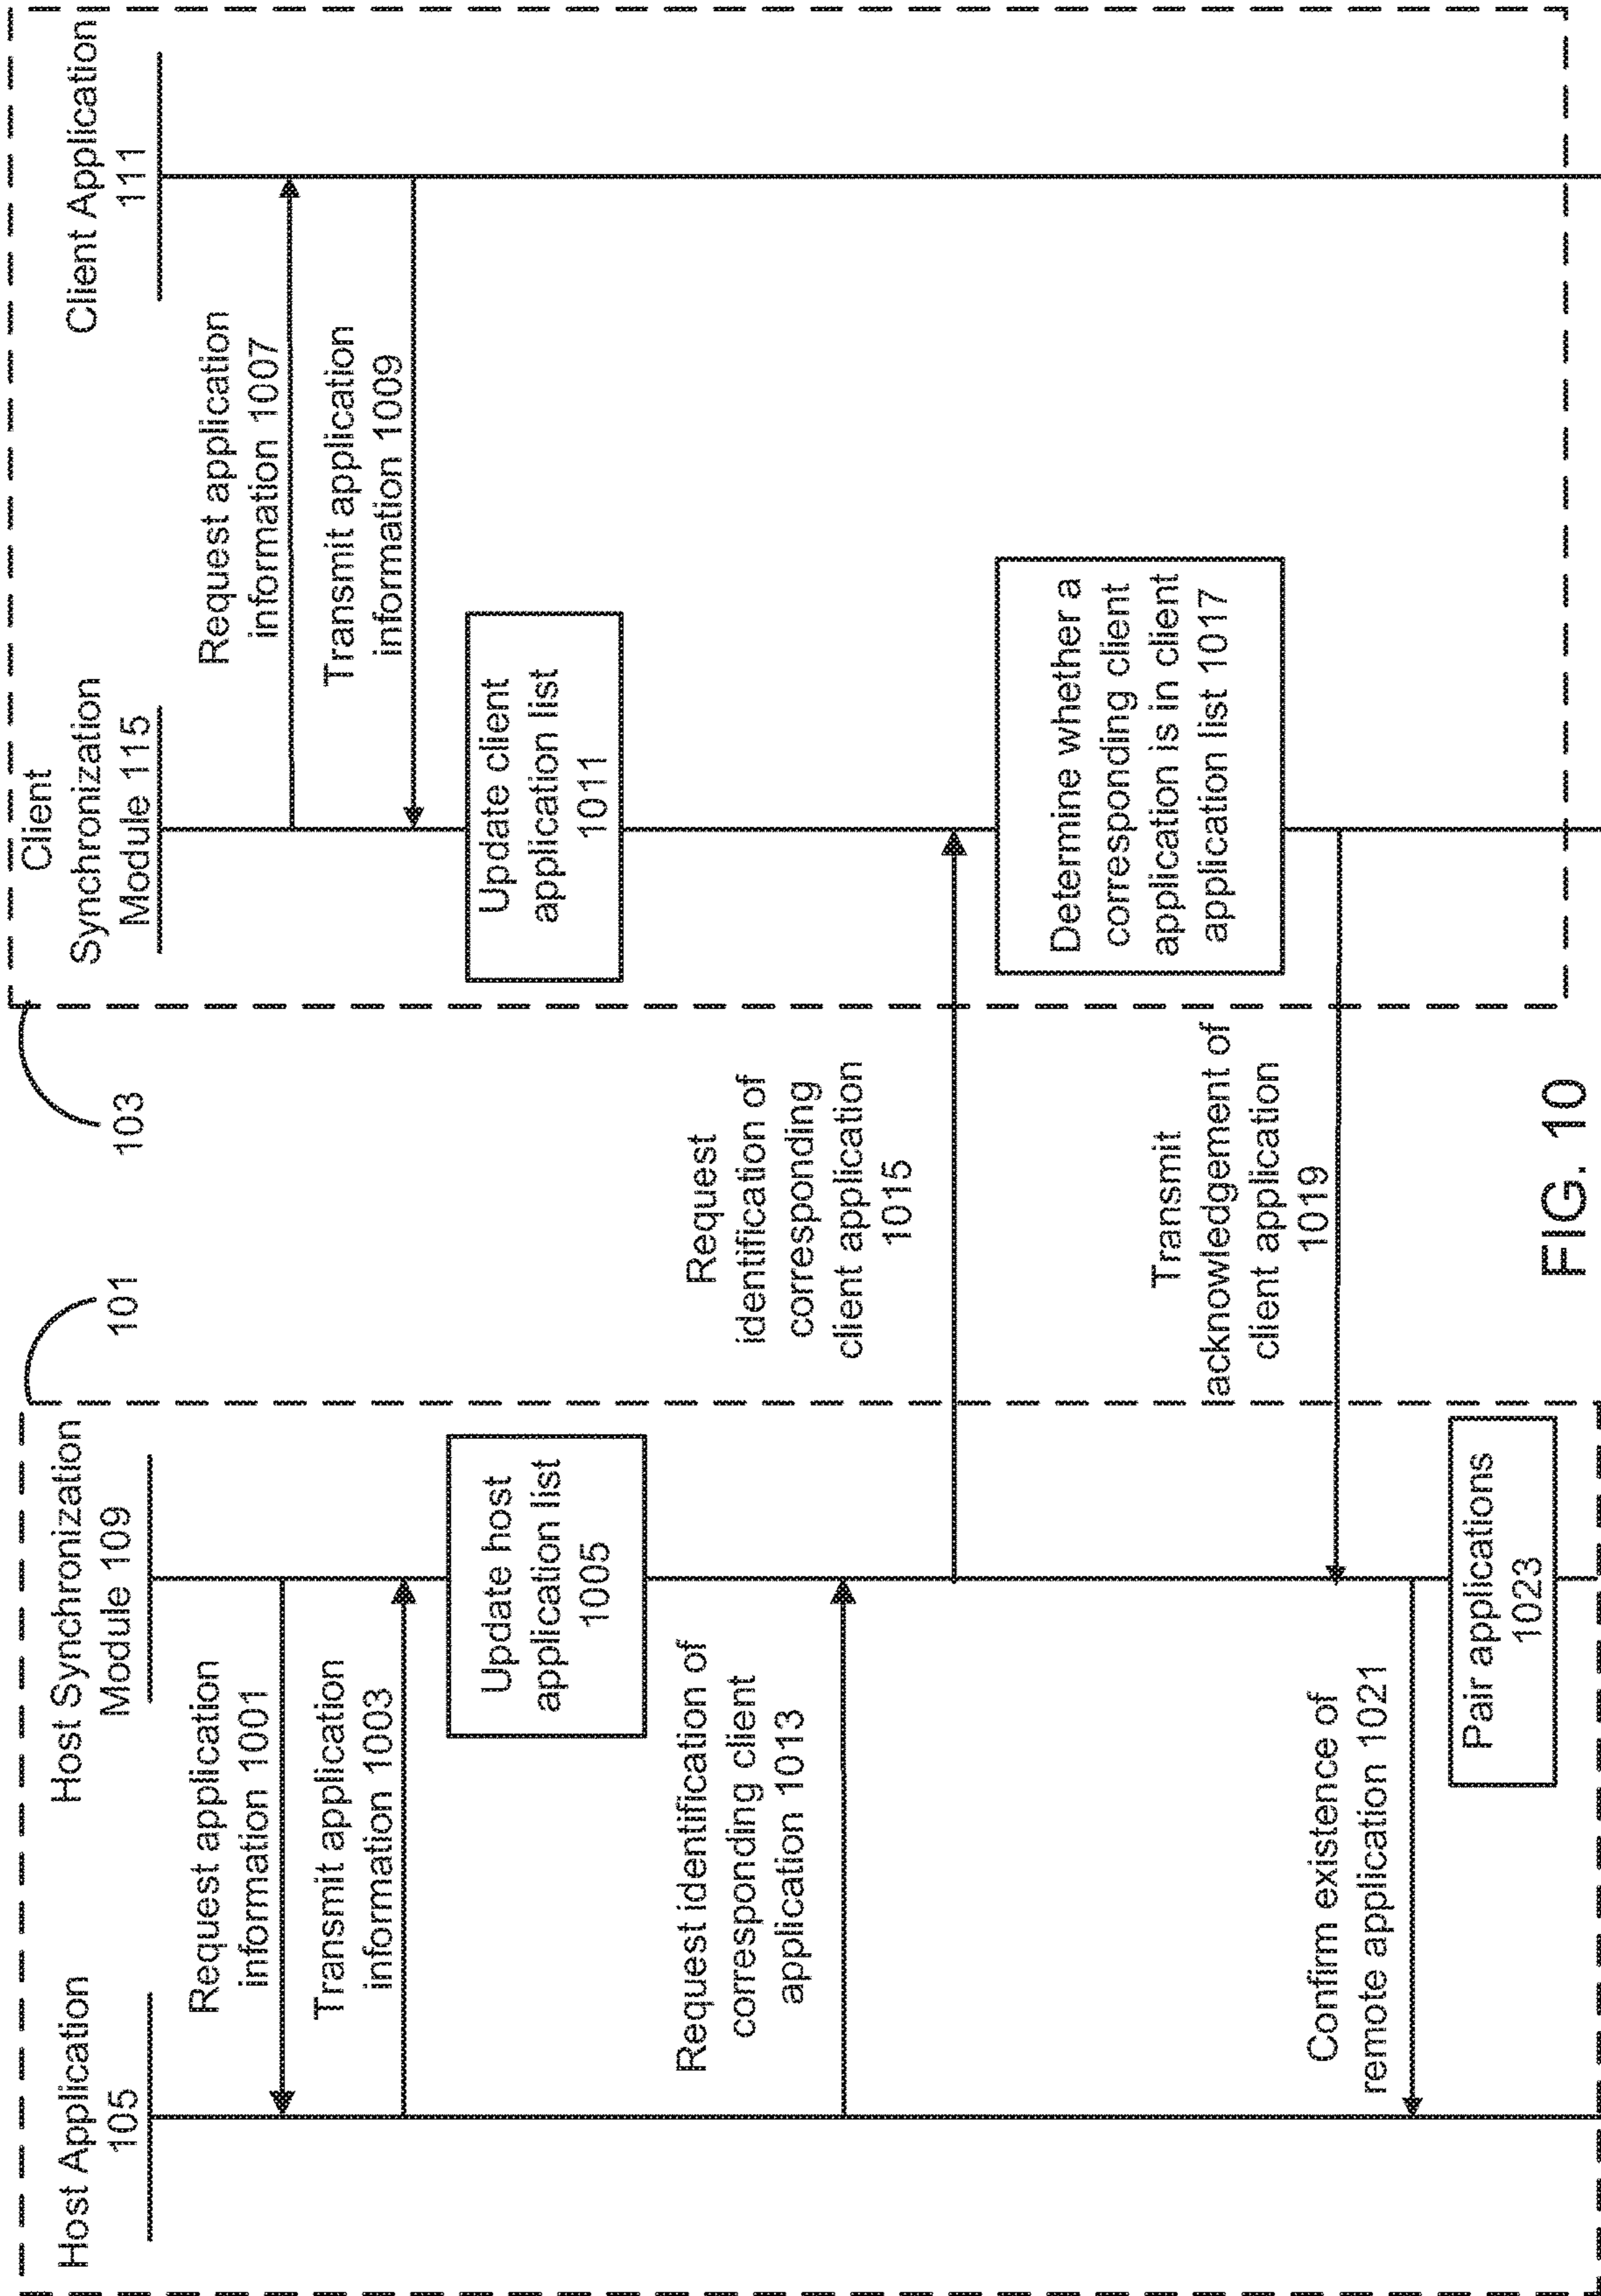 Host Application
105
Host Synchronization
Module 109
101
103
Client
Synchronization
Module 115
Client Application
111
Request application
information 1001
Transmit application
information 1003
Update host
application list
1005
Request application
information 1007
Transmit application
information 1009
Update client
application list
1011
Request identification of
corresponding client
application 1013
Request
identification of
corresponding
client application
1015
Determine whether a
corresponding client
application is in client
application list 1017
Transmit
acknowledgement of
client application
1019
Confirm existence of
remote application 1021
Pair applications
1023
FIG. 10